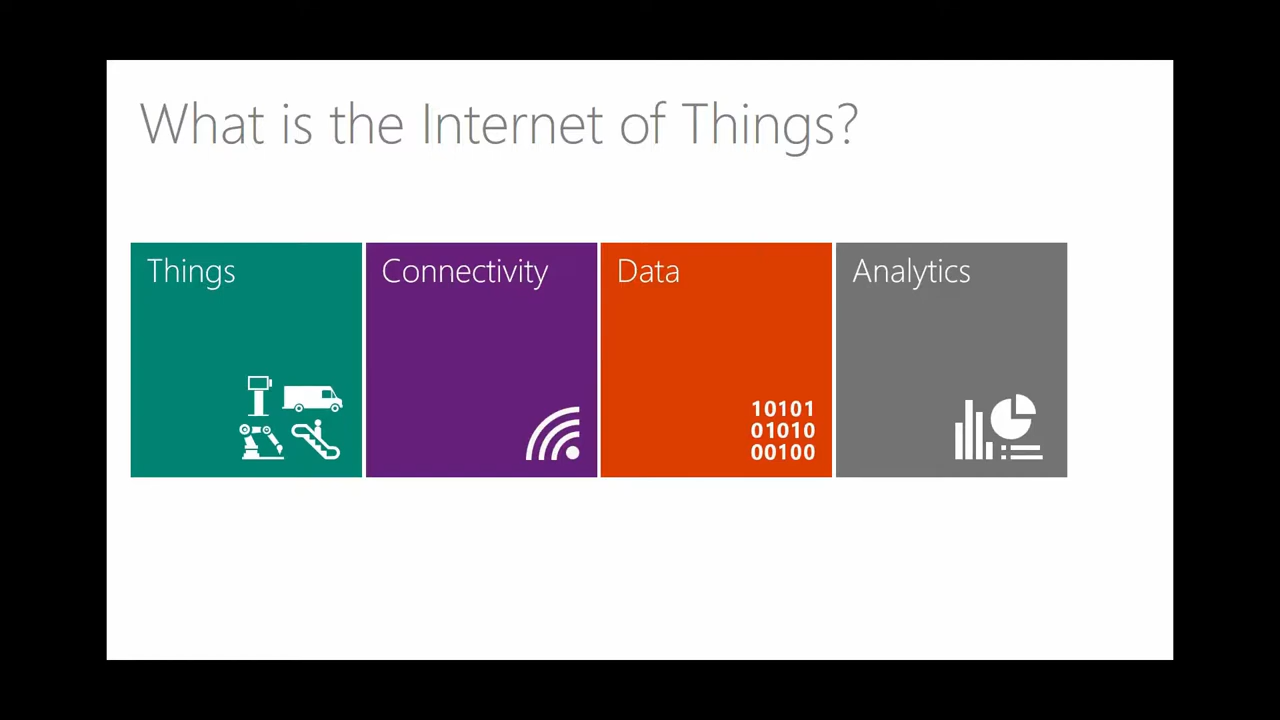 What is the Internet of Things?
Things
Connectivity
Data
Analytics
10101
01010
00100